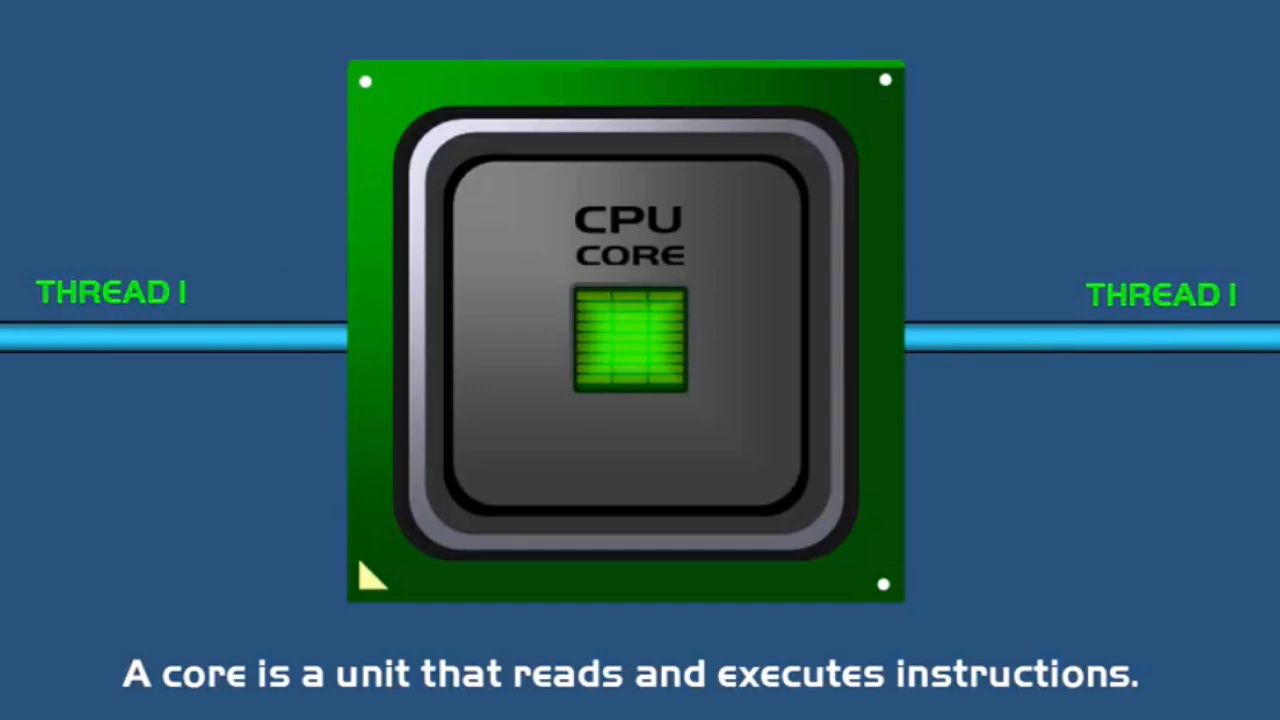 CPU
CORE
THREAD 1
THREAD 1
A core is a unit that reads and executes instructions.